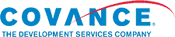 COVANCE®
THE DEVELOPMENT SERVICES COMPANY